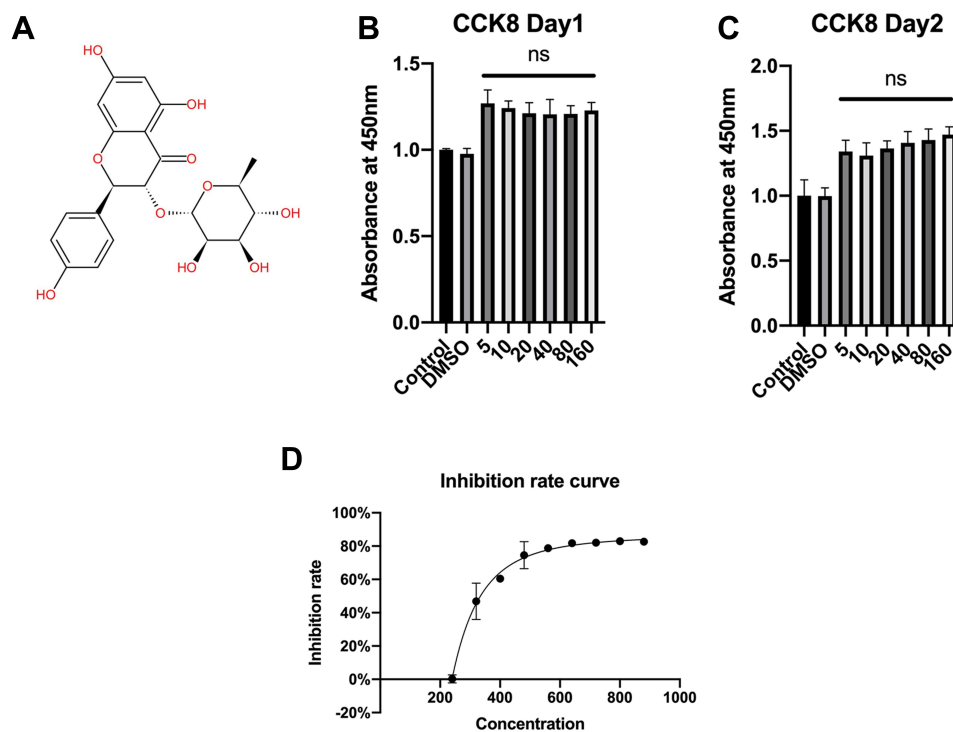 A
HO
OH
O
O
O
O
OH
HO
OH
HO
B
CCK8 Day1
ns
Absorbance at 450nm
1.5
1.0
0.5
0.0
Control
DMSO
5
10
20
40
80
160
C
CCK8 Day2
ns
Absorbance at 450nm
2.0
1.5
1.0
0.5
0.0
Control
DMSO
5
10
20
40
80
160
D
Inhibition rate curve
Inhibition rate
100%
80%
60%
40%
20%
0%
-20%
200
400
600
800
1000
Concentration